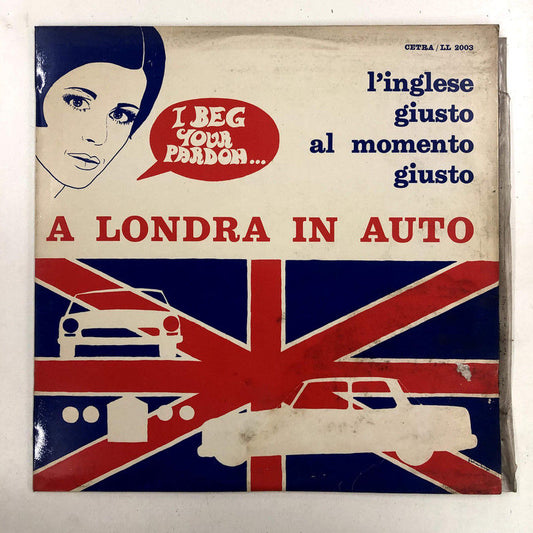 CETRA / LL 2003
l'inglese
giusto
al momento
giusto
I BEG
YOUR
PARDON...
A LONDRA IN AUTO